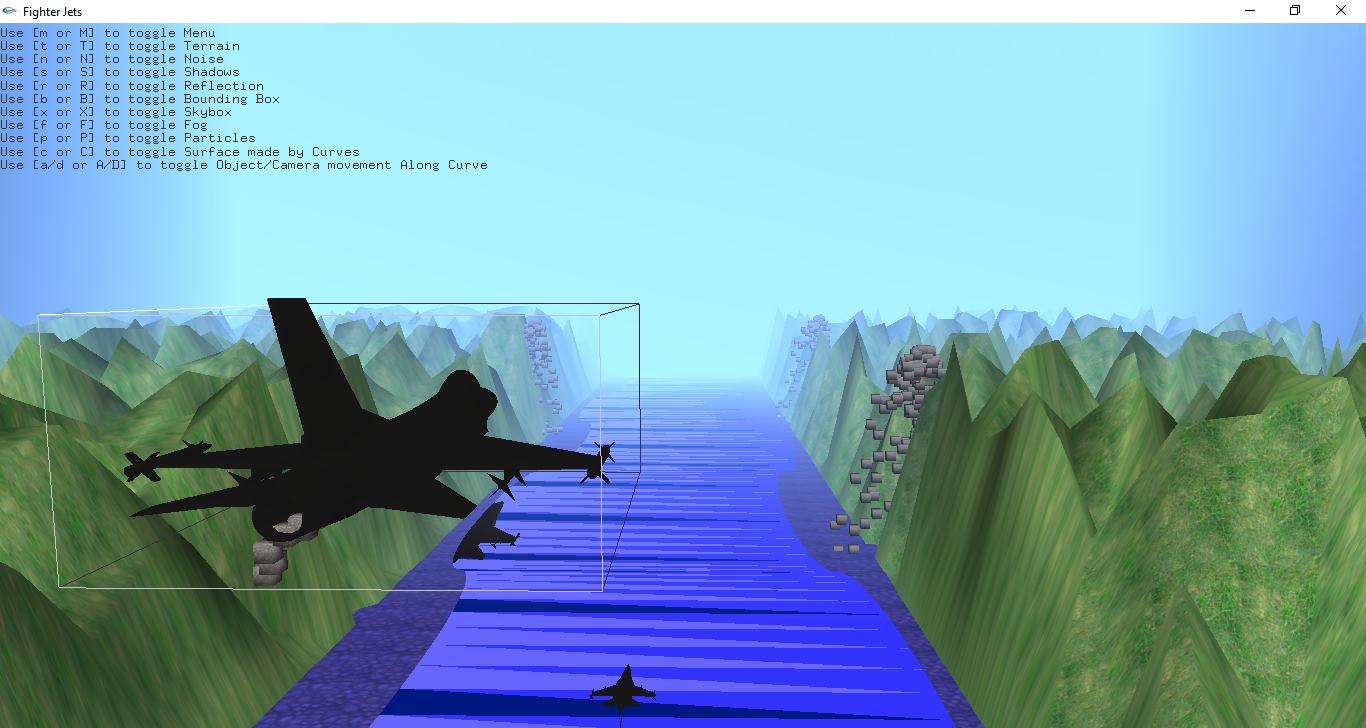 Fighter Jets
Use [m or M] to toggle Menu
Use [t or T] to toggle Terrain
Use [n or N] to toggle Noise
Use [s or S] to toggle Shadows
Use [r or R] to toggle Reflection
Use [b or B] to toggle Bounding Box
Use [x or X] to toggle Skybox
Use [f or F] to toggle Fog
Use [p or P] to toggle Particles
Use [c or C] to toggle Surface made by Curves
Use [a/d or A/D] to toggle Object/Camera movement Along Curve